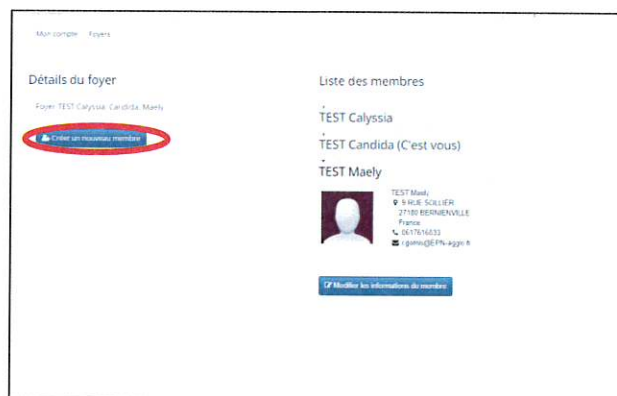 Mon compte Foyers
Détails du foyer
Foyer TEST Calyssia, Candida, Maely
Créer un nouveau membre
Liste des membres
TEST Calyssia
TEST Candida (C'est vous)
TEST Maely
TEST Maely
9 RUE SOLLIER
27180 BERNIENVILLE
France
0617616033
Modifier les informations du membre